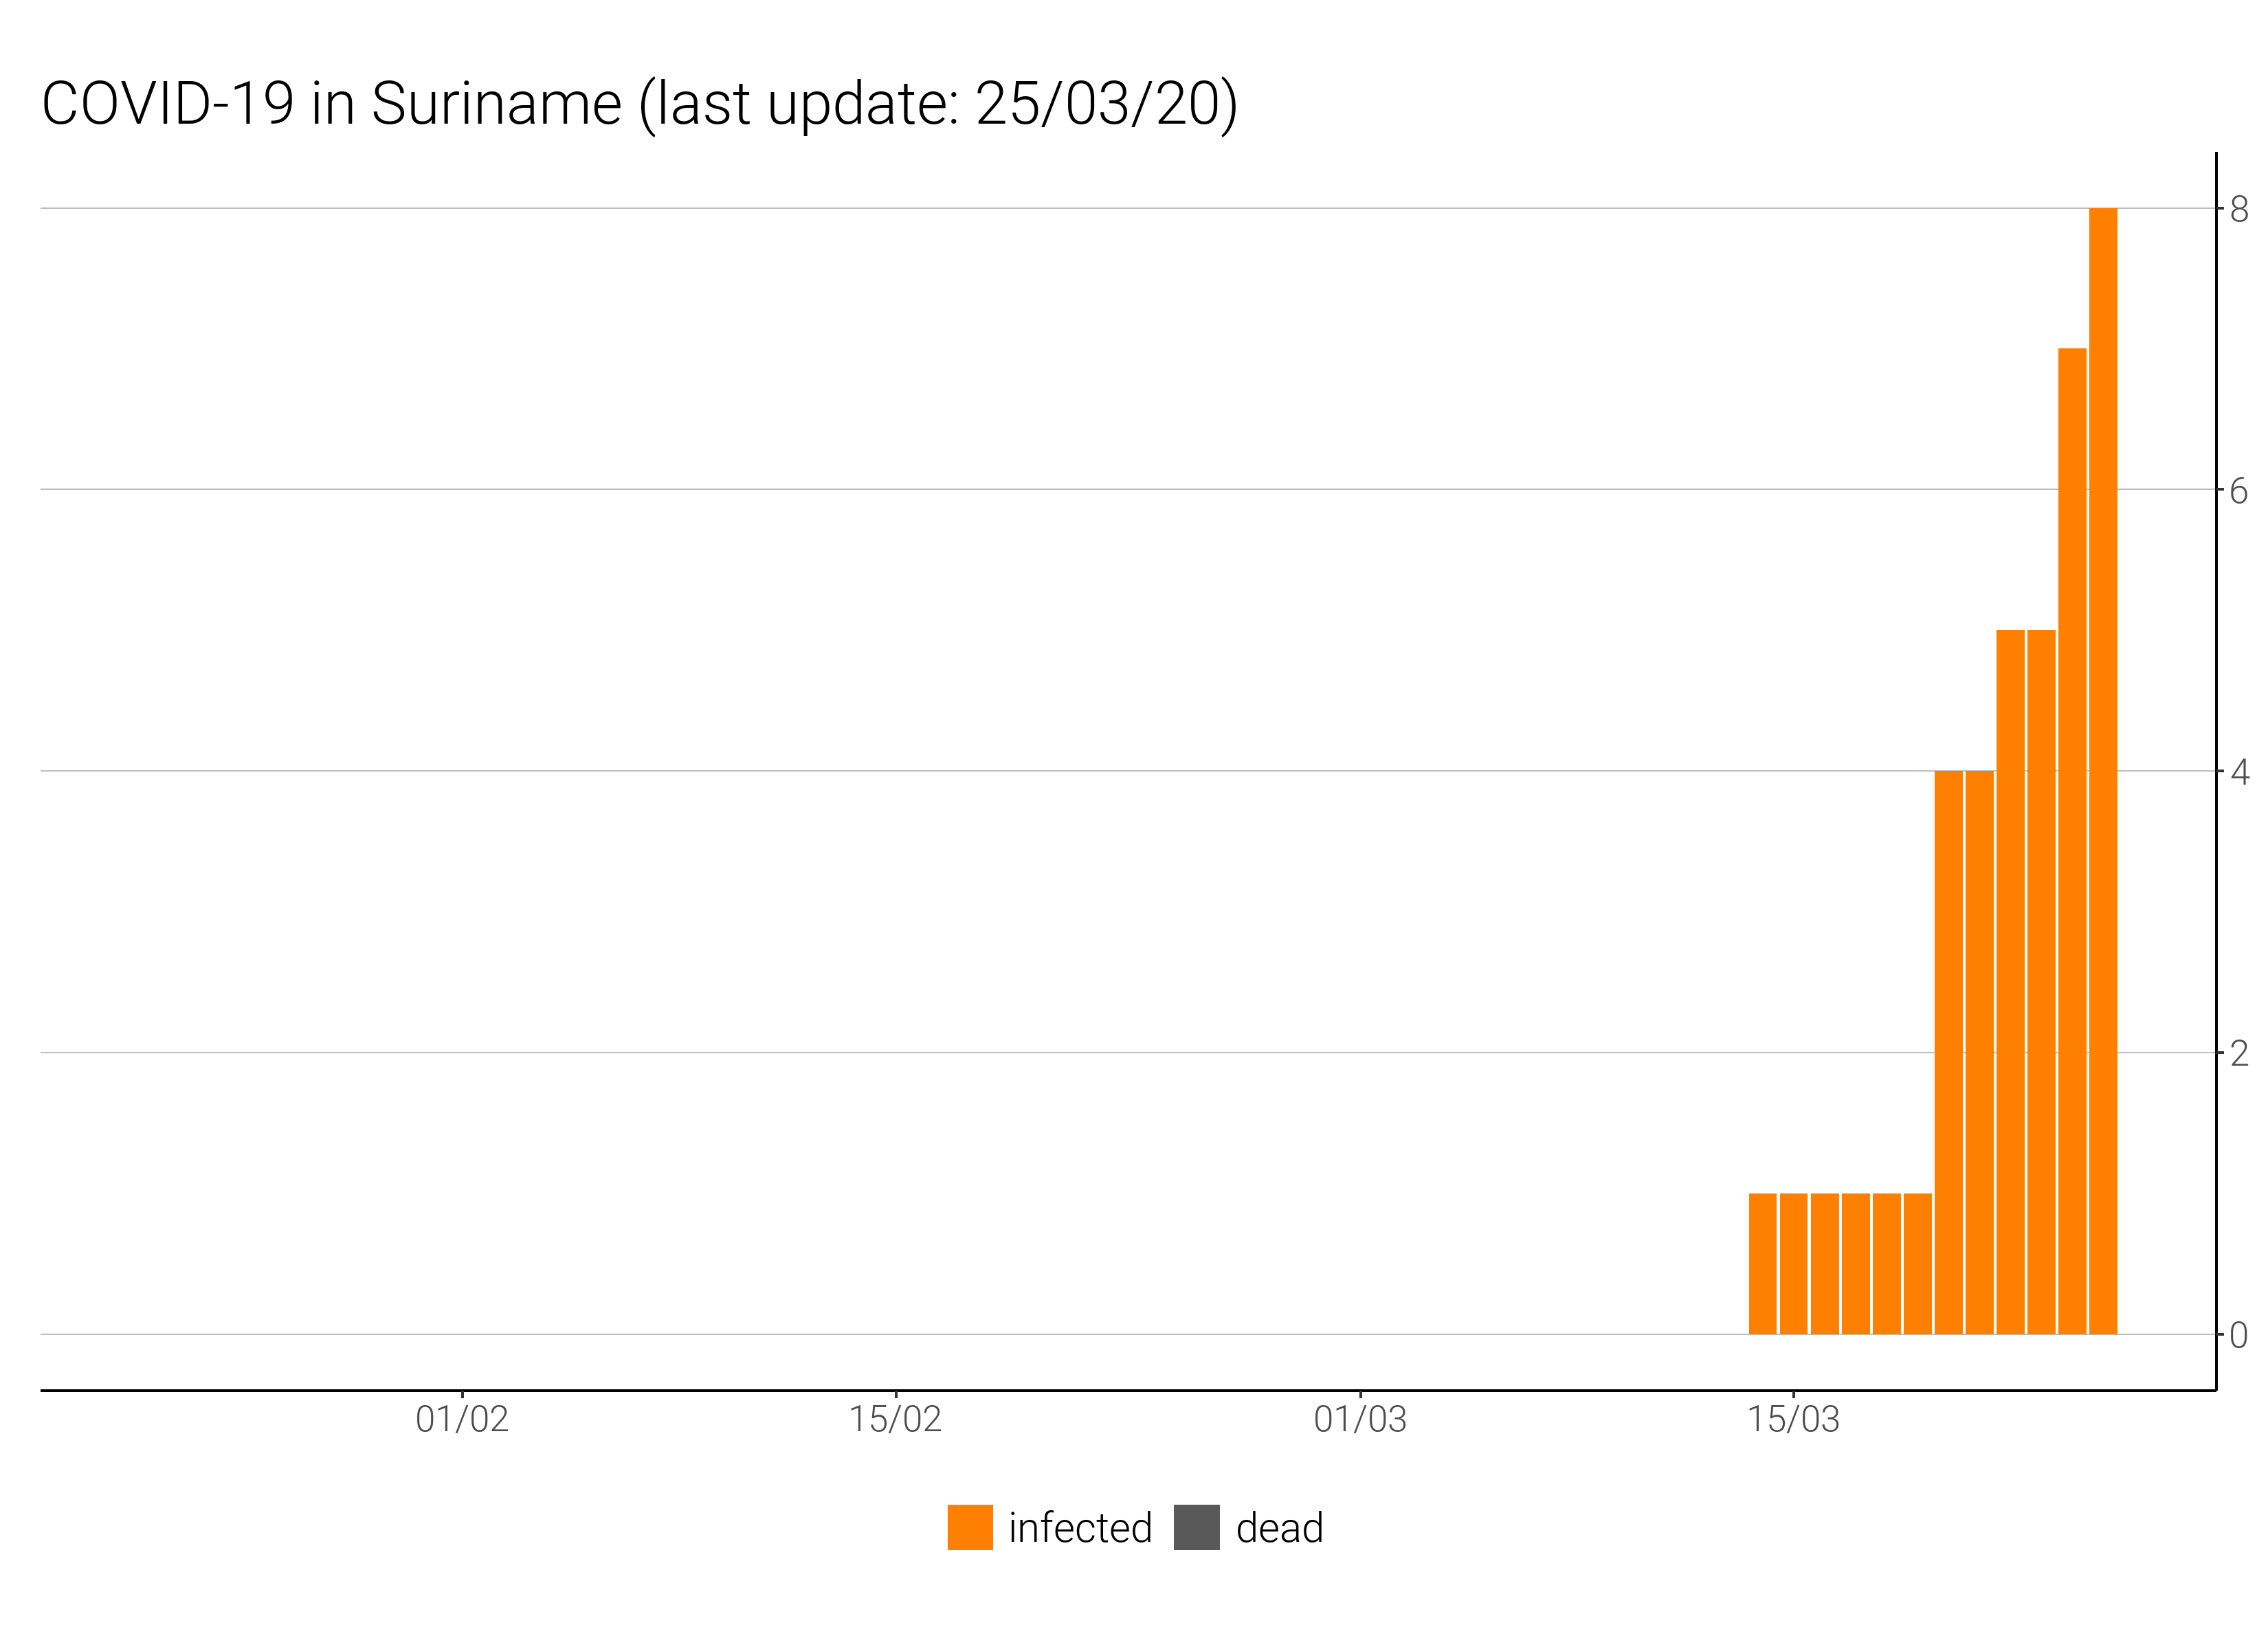 COVID-19 in Suriname (last update: 25/03/20)
8
6
4
2
0
01/02 15/02 01/03 15/03
infected dead